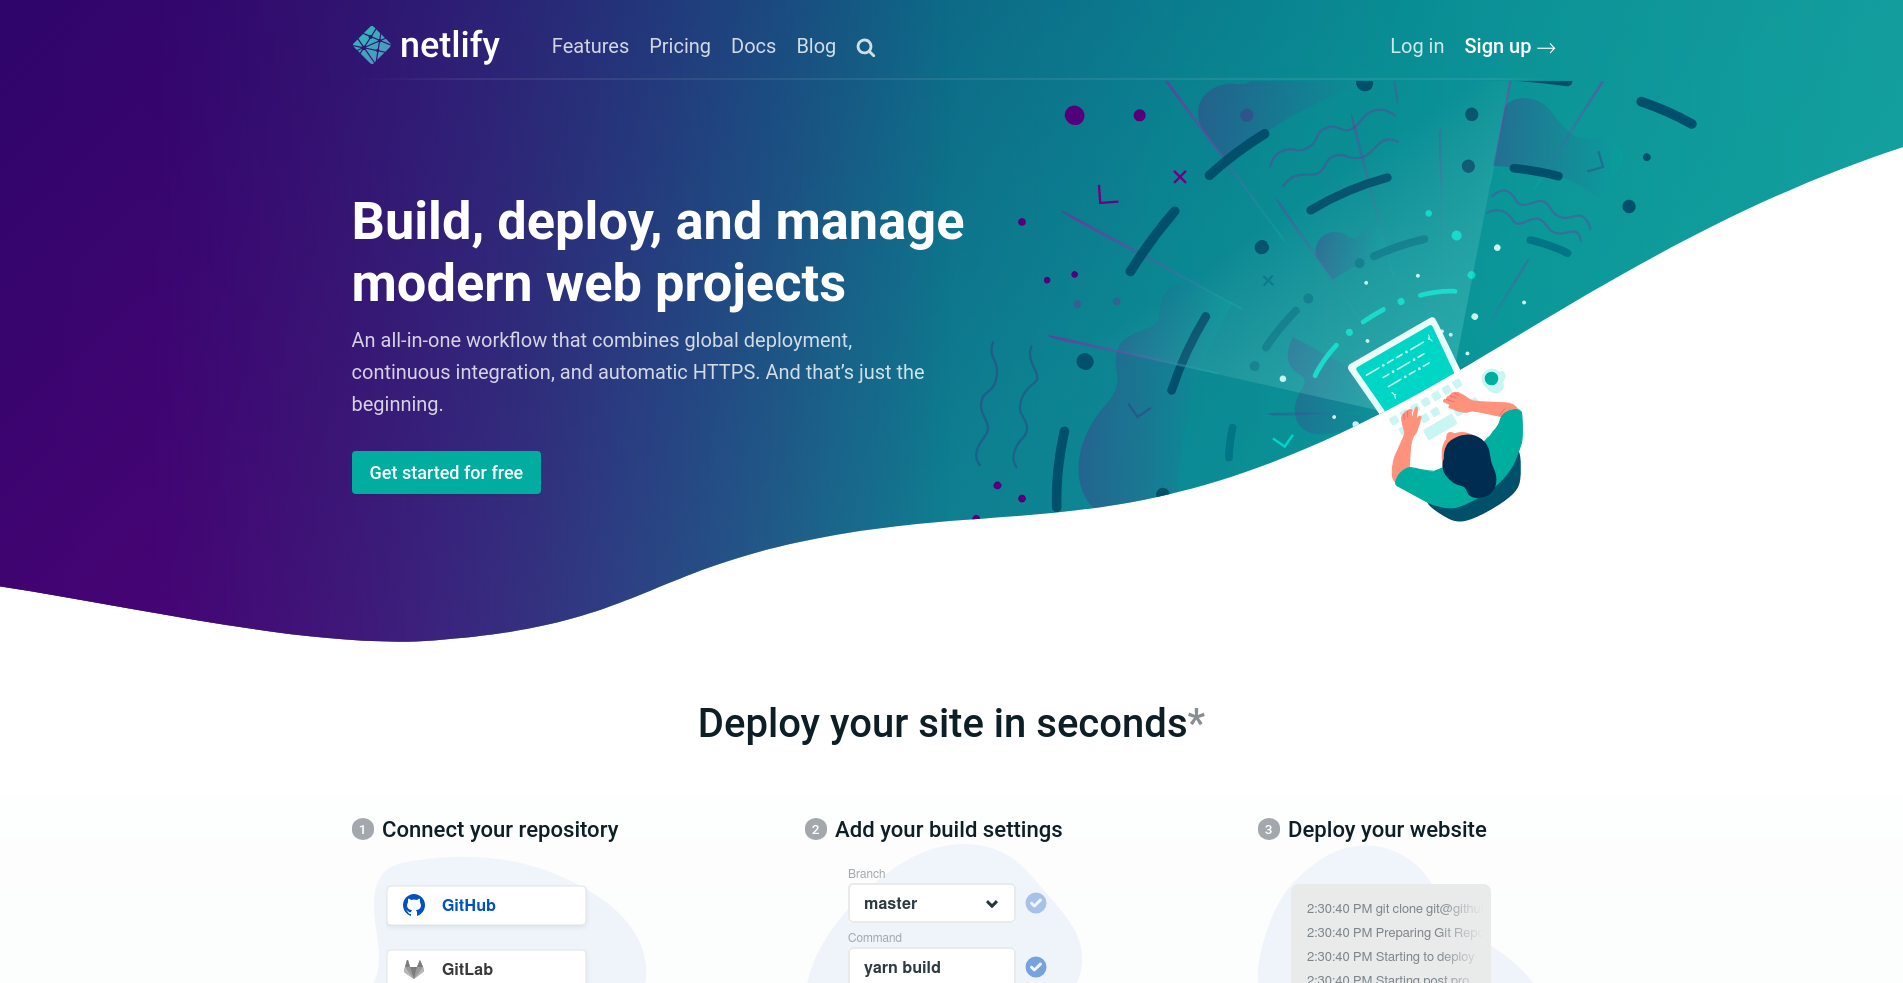 netlify
Features Pricing Docs Blog
Log in Sign up →
Build, deploy, and manage
modern web projects
An all-in-one workflow that combines global deployment,
continuous integration, and automatic HTTPS. And that’s just the
beginning.
Get started for free
Deploy your site in seconds*
1 Connect your repository
GitHub
GitLab
2 Add your build settings
Branch
master
Command
yarn build
3 Deploy your website
2:30:40 PM git clone git@githu
2:30:40 PM Preparing Git Rep
2:30:40 PM Starting to deploy
2:30:40 PM Starting post pro